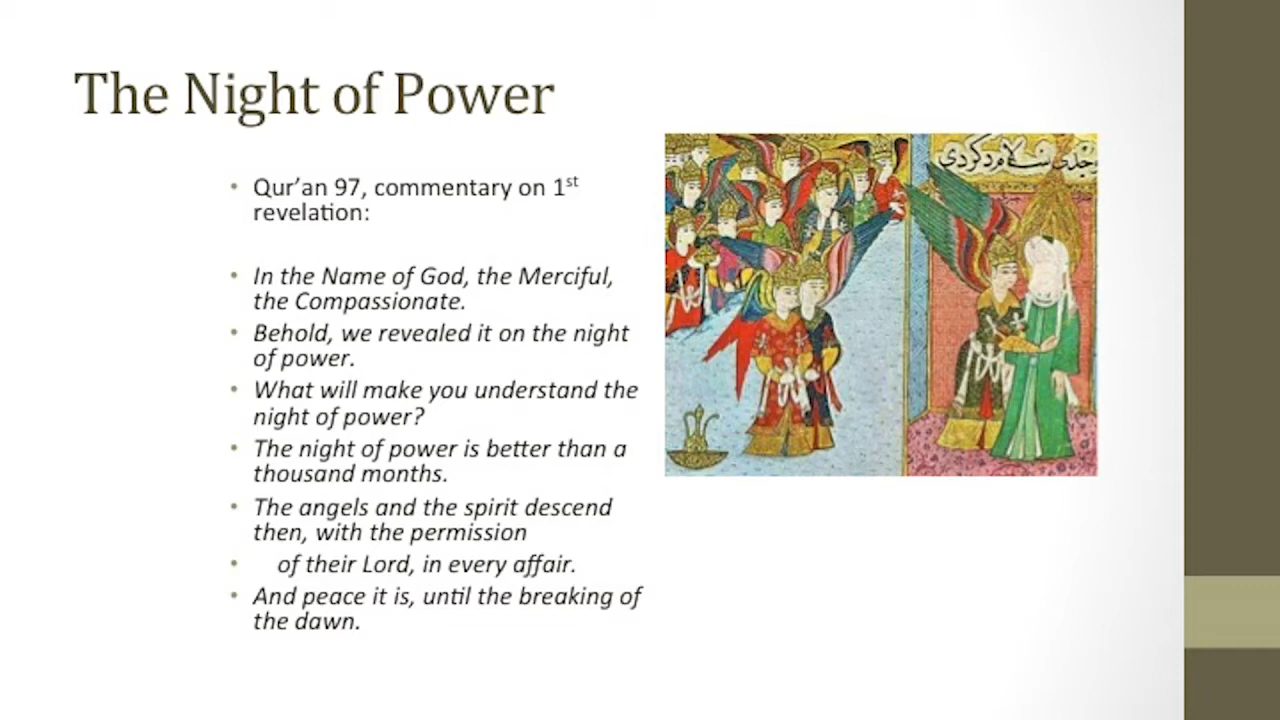 The Night of Power
• Qur’an 97, commentary on 1st
revelation:
• In the Name of God, the Merciful,
the Compassionate.
• Behold, we revealed it on the night
of power.
• What will make you understand the
night of power?
• The night of power is better than a
thousand months.
• The angels and the spirit descend
then, with the permission
• of their Lord, in every affair.
• And peace it is, until the breaking of
the dawn.